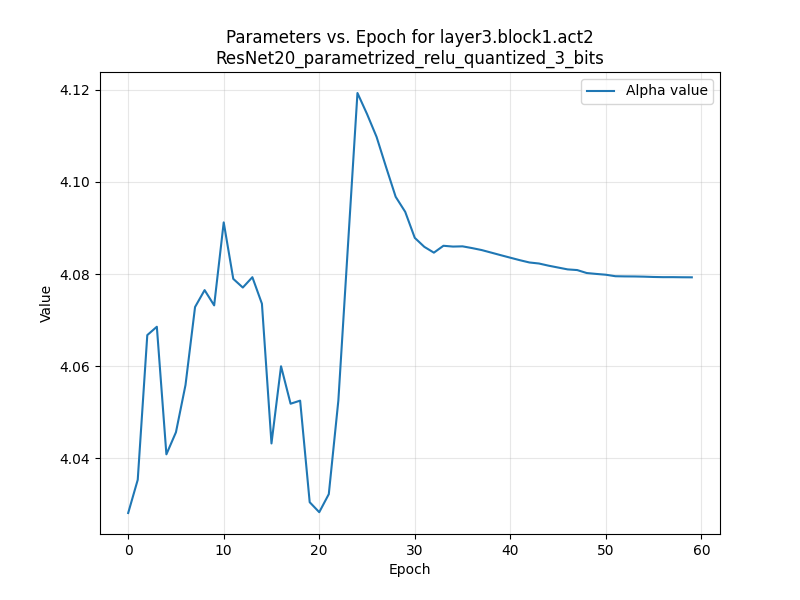 Parameters vs. Epoch for layer3.block1.act2
ResNet20_parametrized_relu_quantized_3_bits
Alpha value
4.12
4.10
4.08
4.06
4.04
Value
0 10 20 30 40 50 60
Epoch